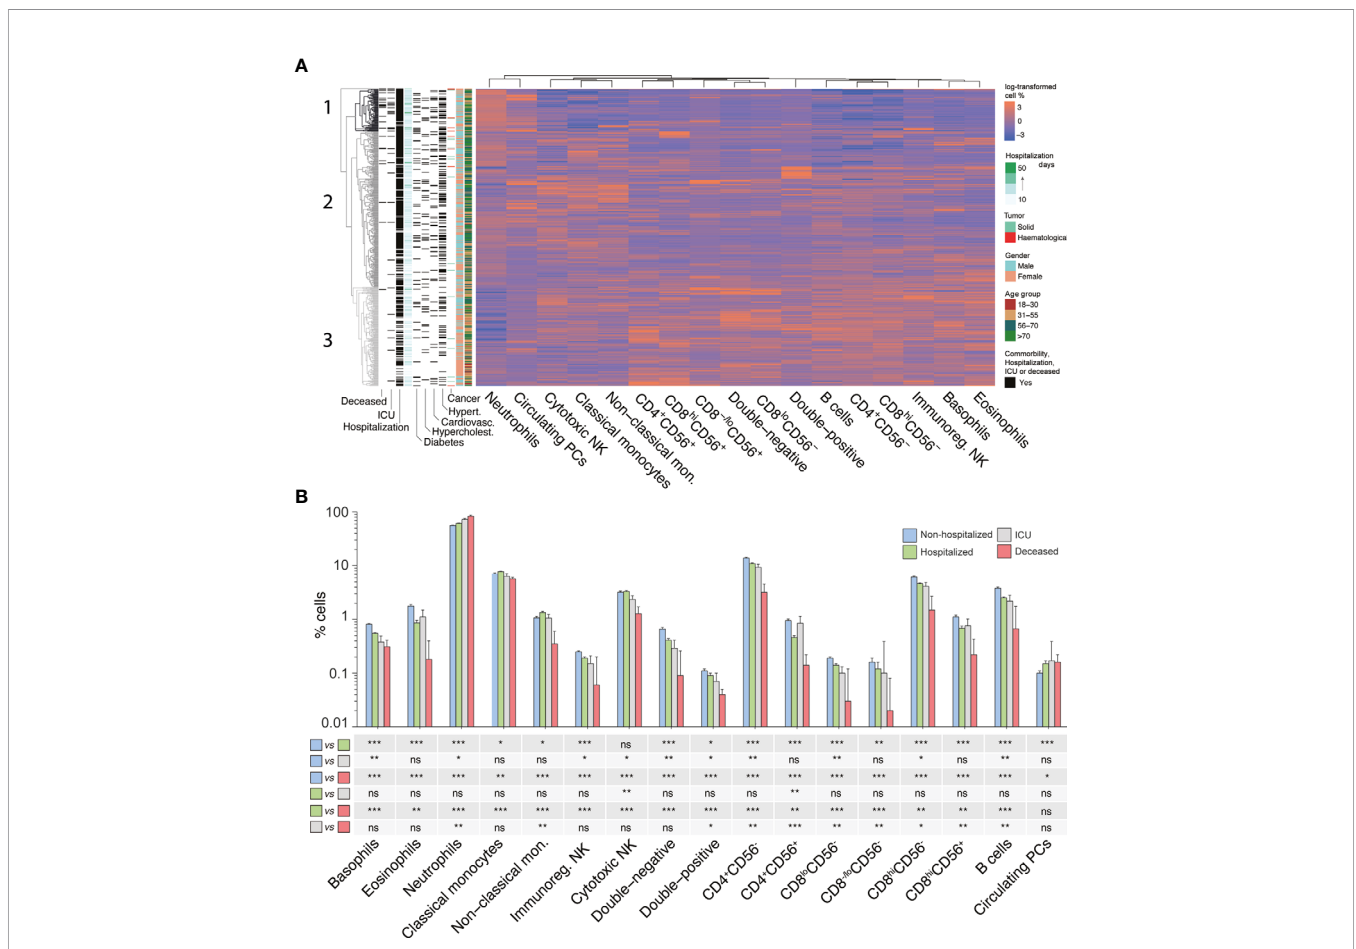 A
1
2
3
Deceased
ICU
Hospitalization
Cancer
Hypert.
Cardiovasc.
Hypercholest.
Diabetes
Neutrophils
Circulating PCs
Cytotoxic NK
Classical monocytes
Non–classical mon.
CD4+CD56+
CD8hiCD56+
CD8–/loCD56+
Double–negative
CD8loCD56–
Double–positive
B cells
CD4+CD56–
CD8hiCD56–
Immunoreg. NK
Basophils
Eosinophils
log-transformed
cell %
3
0
–3
Hospitalization
days
50
10
Tumor
Solid
Haematological
Gender
Male
Female
Age group
18–30
31–55
56–70
>70
Commorbility,
Hospitalization,
ICU or deceased
Yes
B
% cells
100
10
1
0.1
0.01
Non-hospitalized
Hospitalized
ICU
Deceased
vs *** *** *** * * *** ns *** * *** *** *** ** *** *** *** ***
vs ** ns * ns ns * * ** * ** ns ** ns * ns ** ns
vs *** *** *** ** *** *** *** *** *** *** *** *** *** *** *** *** *
vs ns ns ns ns ns ns ** ns ns ns ** ns ns ns ns ns ns
vs *** ** *** *** *** *** *** *** *** *** ** *** *** ** ** *** ns
vs ns ns ** ns ** ns ns ns * ** *** ** ** * ** ** ns
Basophils
Eosinophils
Neutrophils
Classical monocytes
Non–classical mon.
Immunoreg. NK
Cytotoxic NK
Double–negative
Double–positive
CD4+CD56-
CD4+CD56+
CD8loCD56-
CD8-/loCD56-
CD8hiCD56-
CD8hiCD56+
B cells
Circulating PCs